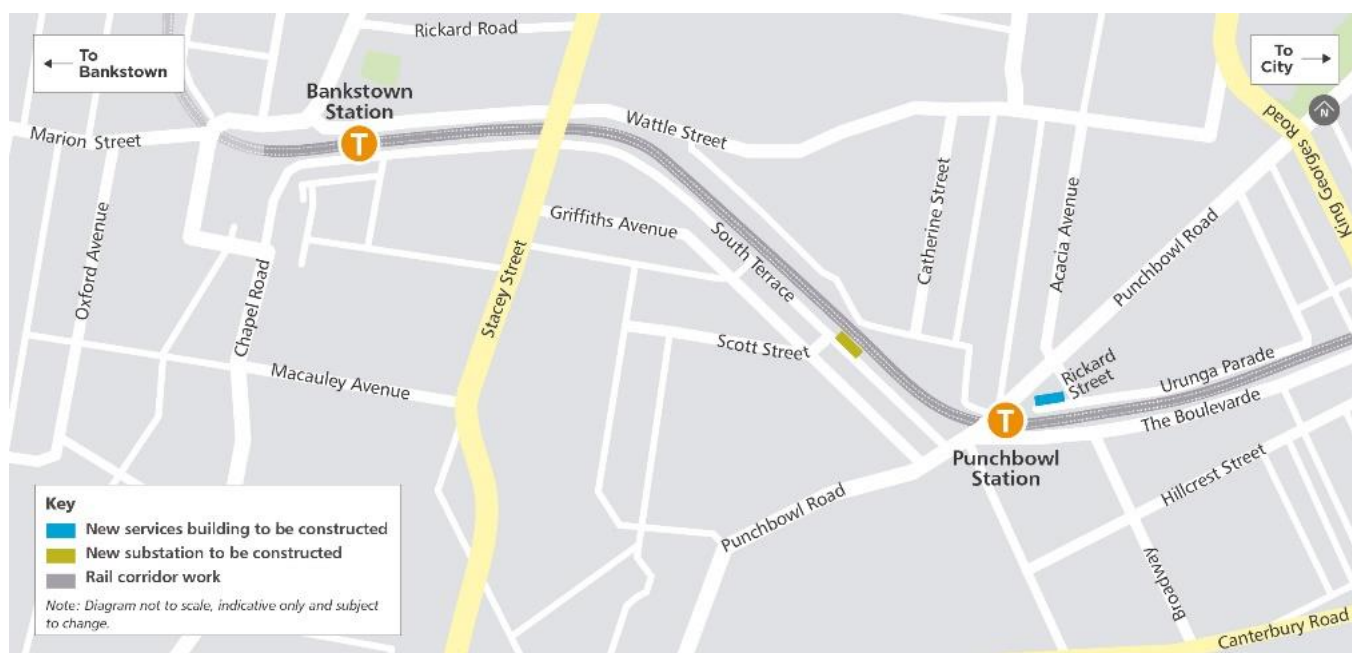 Rickard Road
To
Bankstown
To
City
N
Bankstown
Station
T
Marion Street
Wattle Street
King Georges Road
Oxford Avenue
Chapel Road
Griffiths Avenue
South Terrace
Catherine Street
Acacia Avenue
Punchbowl Road
Stacey Street
Scott Street
Macauley Avenue
Rickard
Street
Urunga Parade
The Boulevarde
T
Punchbowl
Station
Hillcrest Street
Punchbowl Road
Broadway
Canterbury Road
Key
New services building to be constructed
New substation to be constructed
Rail corridor work
Note: Diagram not to scale, indicative only and subject
to change.